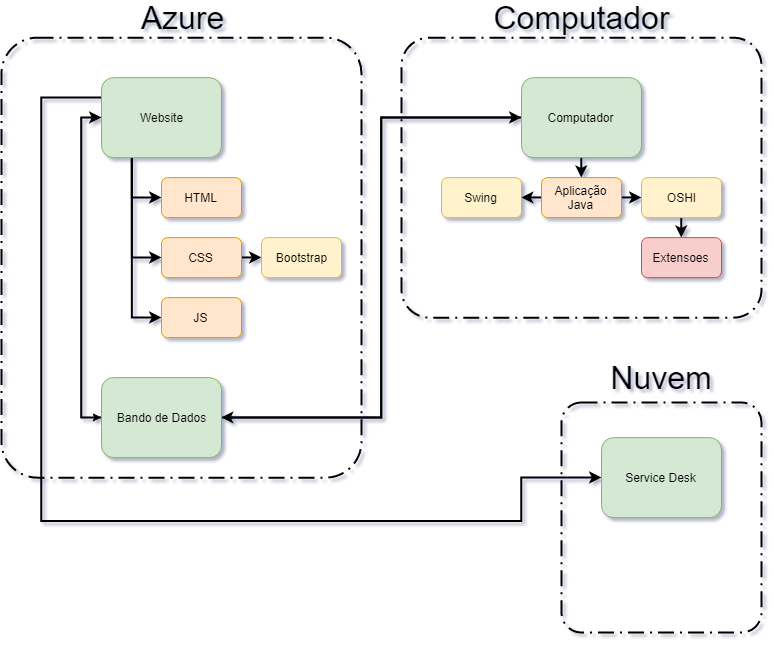 Azure
Website
HTML
CSS
Bootstrap
JS
Bando de Dados
Computador
Computador
Swing
Aplicação
Java
OSHI
Extensoes
Nuvem
Service Desk